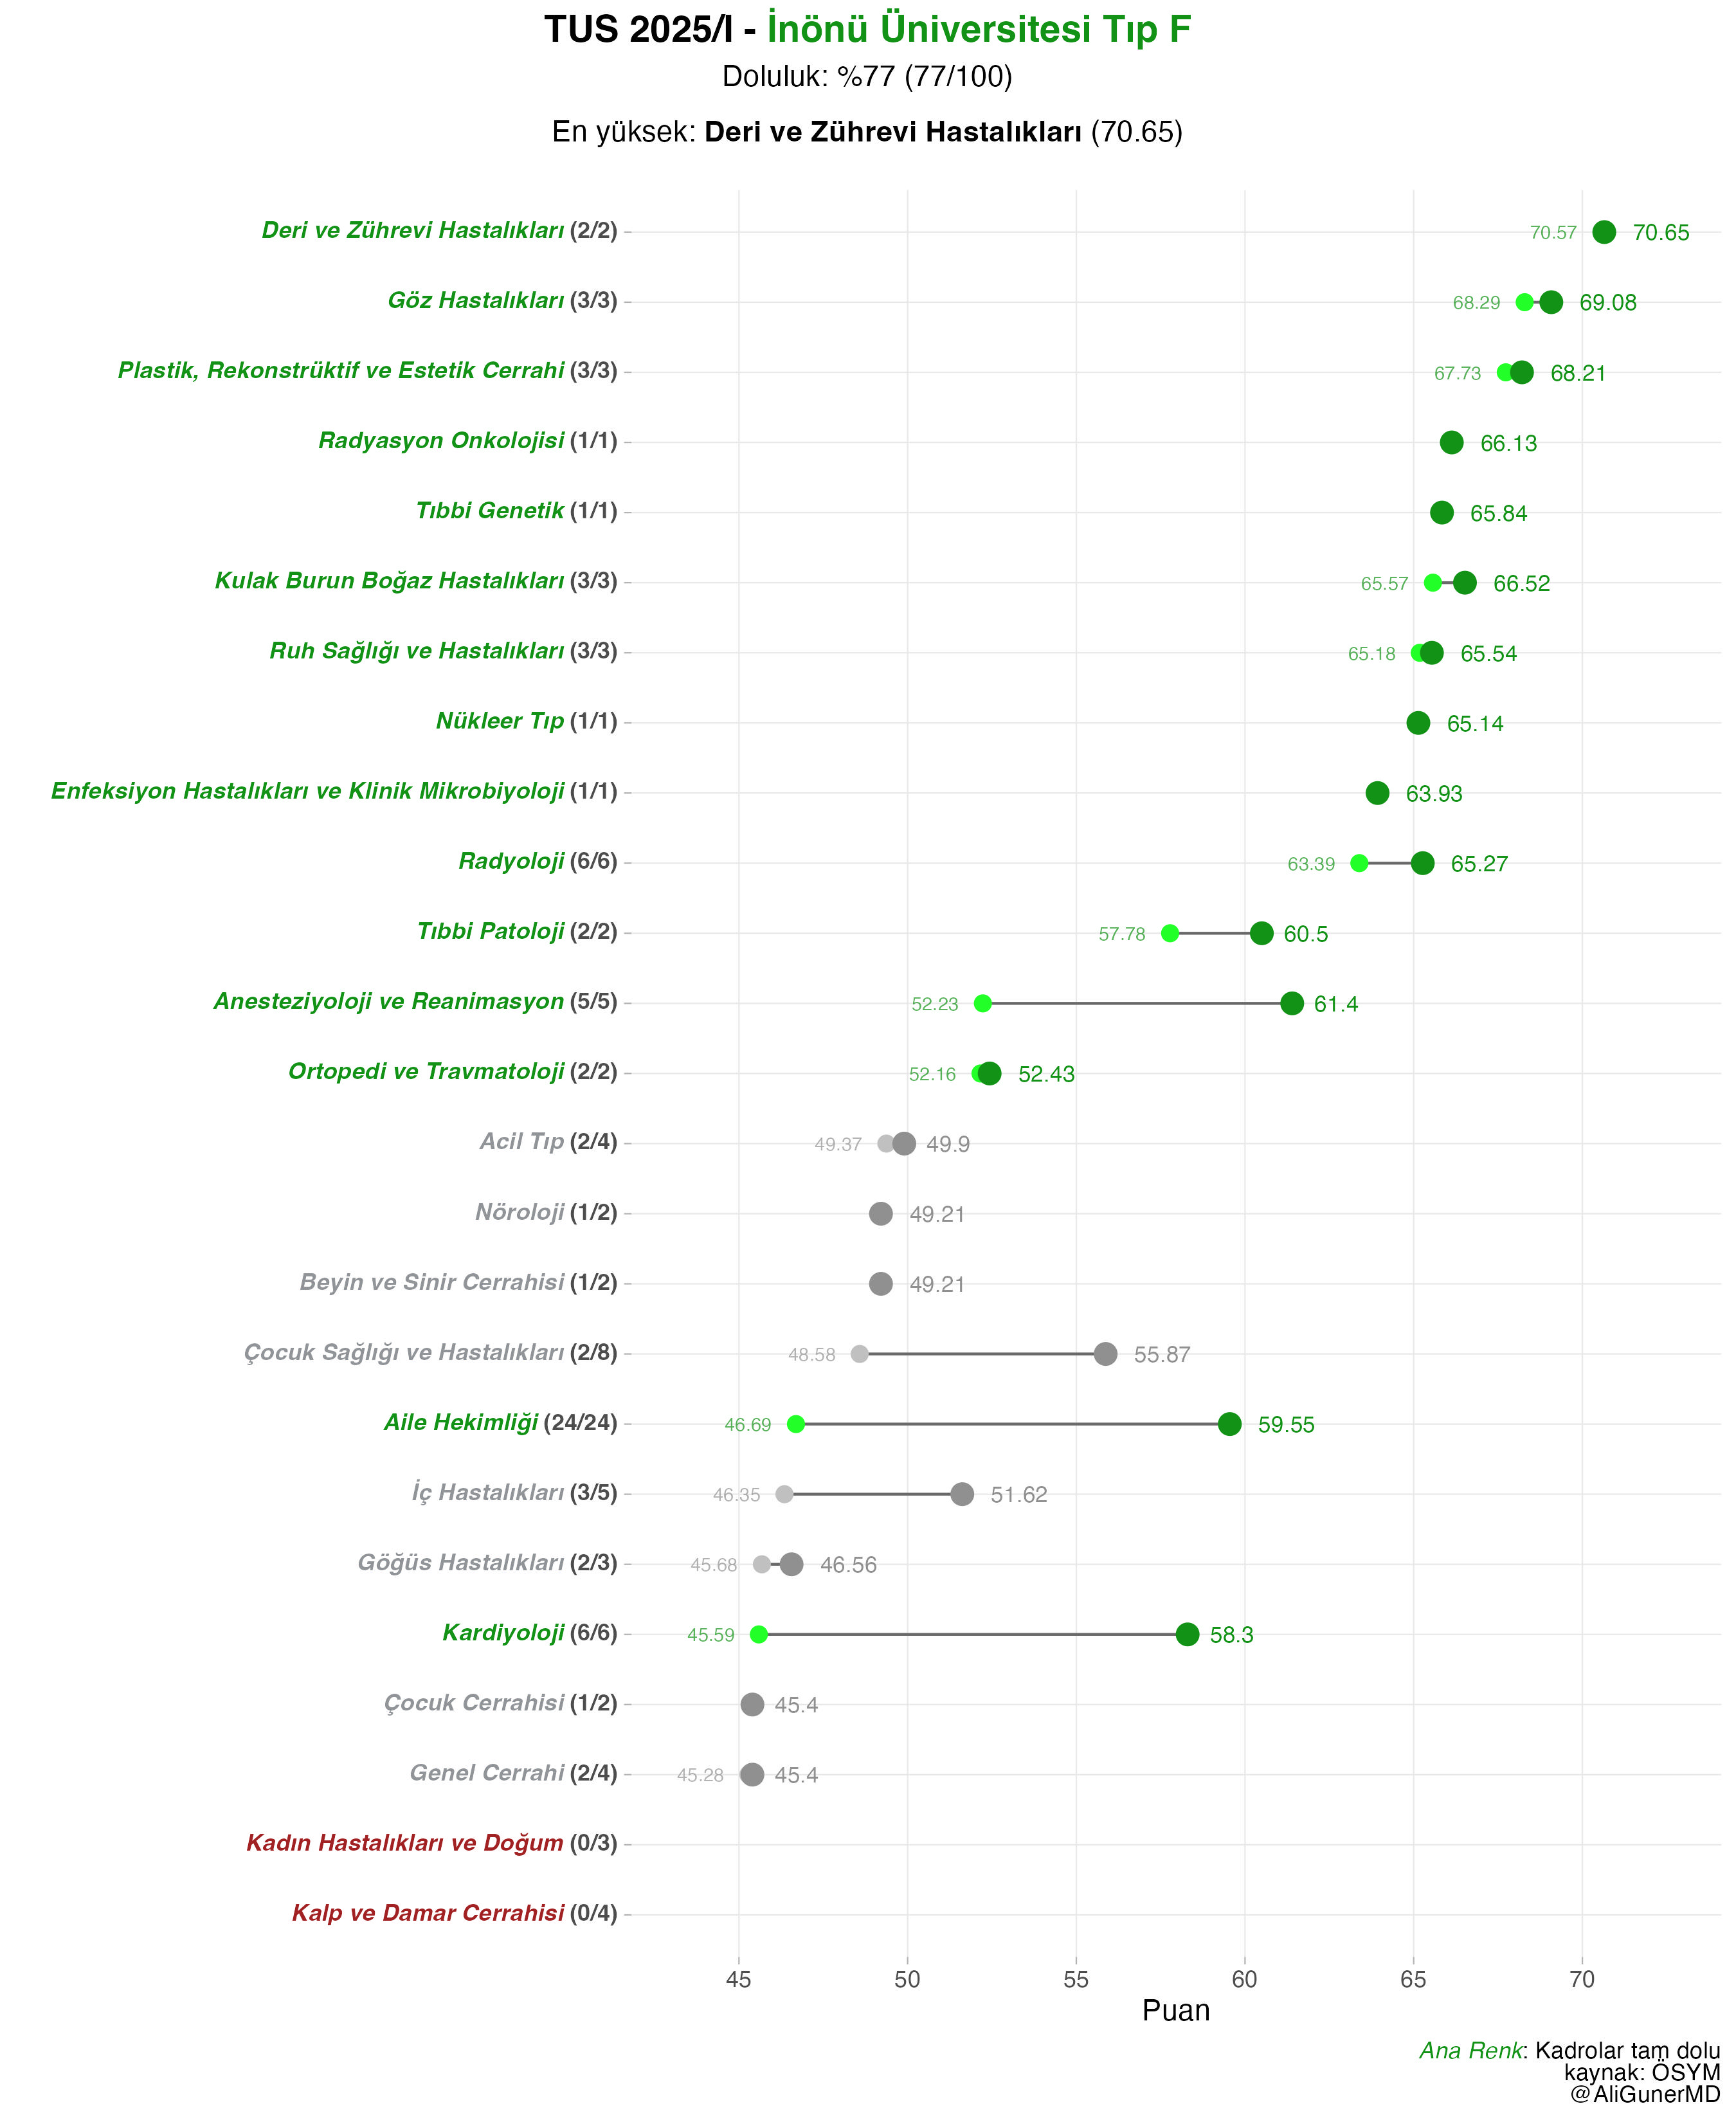 TUS 2025/I - İnönü Üniversitesi Tıp F
Doluluk: %77 (77/100)
En yüksek: Deri ve Zührevi Hastalıkları (70.65)
Deri ve Zührevi Hastalıkları (2/2) 70.57 70.65
Göz Hastalıkları (3/3) 68.29 69.08
Plastik, Rekonstrüktif ve Estetik Cerrahi (3/3) 67.73 68.21
Radyasyon Onkolojisi (1/1) 66.13
Tıbbi Genetik (1/1) 65.84
Kulak Burun Boğaz Hastalıkları (3/3) 65.57 66.52
Ruh Sağlığı ve Hastalıkları (3/3) 65.18 65.54
Nükleer Tıp (1/1) 65.14
Enfeksiyon Hastalıkları ve Klinik Mikrobiyoloji (1/1) 63.93
Radyoloji (6/6) 63.39 65.27
Tıbbi Patoloji (2/2) 57.78 60.5
Anesteziyoloji ve Reanimasyon (5/5) 52.23 61.4
Ortopedi ve Travmatoloji (2/2) 52.16 52.43
Acil Tıp (2/4) 49.37 49.9
Nöroloji (1/2) 49.21
Beyin ve Sinir Cerrahisi (1/2) 49.21
Çocuk Sağlığı ve Hastalıkları (2/8) 48.58 55.87
Aile Hekimliği (24/24) 46.69 59.55
İç Hastalıkları (3/5) 46.35 51.62
Göğüs Hastalıkları (2/3) 45.68 46.56
Kardiyoloji (6/6) 45.59 58.3
Çocuk Cerrahisi (1/2) 45.4
Genel Cerrahi (2/4) 45.28 45.4
Kadın Hastalıkları ve Doğum (0/3)
Kalp ve Damar Cerrahisi (0/4)
45 50 55 60 65 70
Puan
Ana Renk: Kadrolar tam dolu
kaynak: ÖSYM
@AliGunerMD